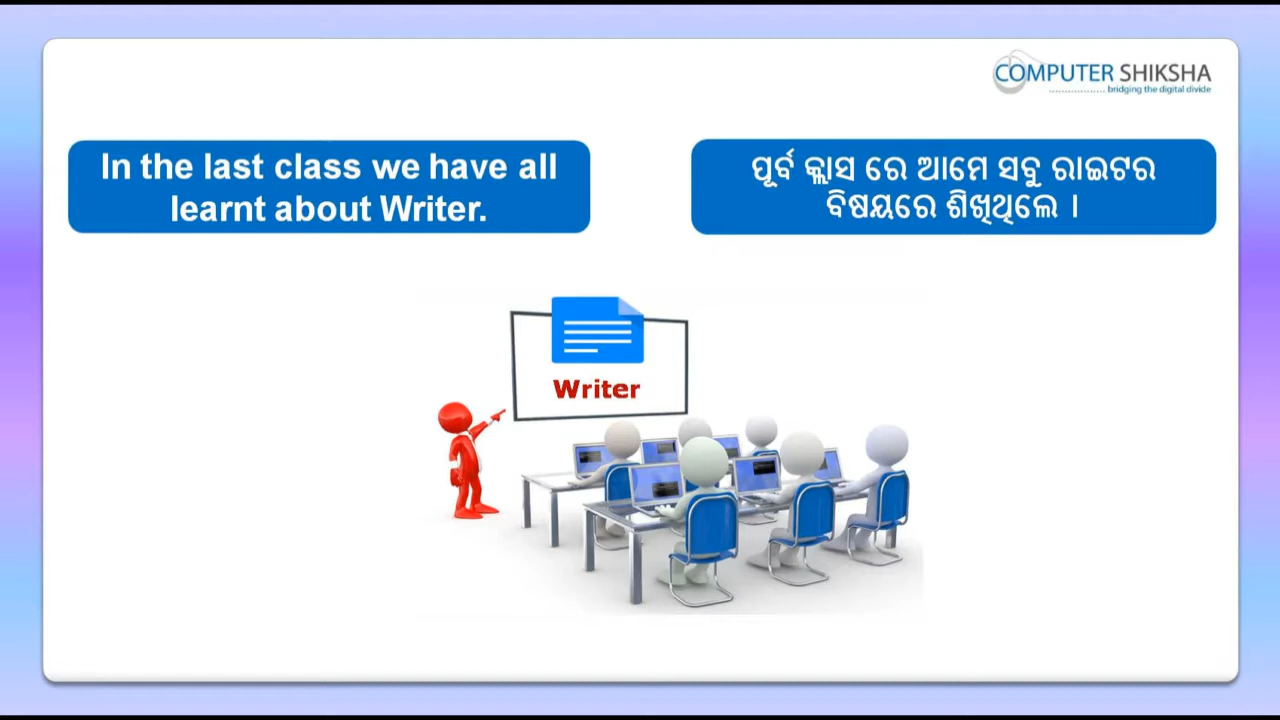 COMPUTER SHIKSHA
bridging the digital divide
In the last class we have all
learnt about Writer.
ପୂର୍ବ କ୍ଲାସ ରେ ଆମେ ସବୁ ରାଇଟର
ବିଷୟରେ ଶିଖିଥିଲେ ।
Writer